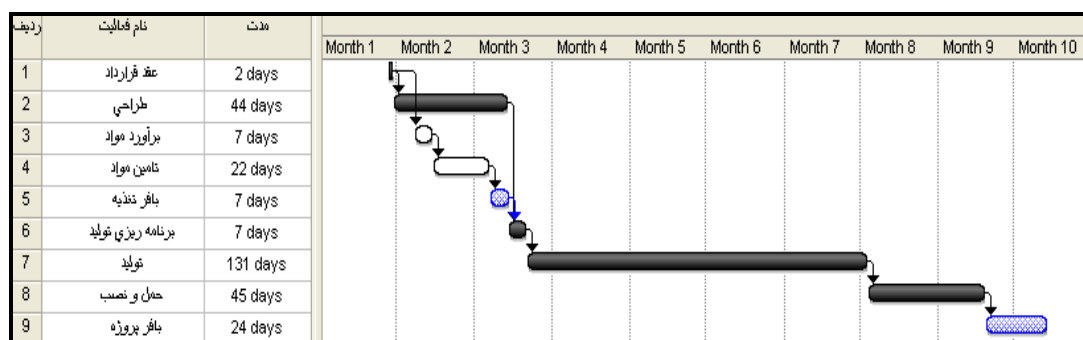 ردیف نام فعالیت مدت
Month 1 Month 2 Month 3 Month 4 Month 5 Month 6 Month 7 Month 8 Month 9 Month 10
1 عقد قرارداد 2 days
2 طراحي 44 days
3 برآورد مواد 7 days
4 تامین مواد 22 days
5 بافر تغذیه 7 days
6 برنامه ریزي تولید 7 days
7 تولید 131 days
8 حمل و نصب 45 days
9 بافر پروژه 24 days